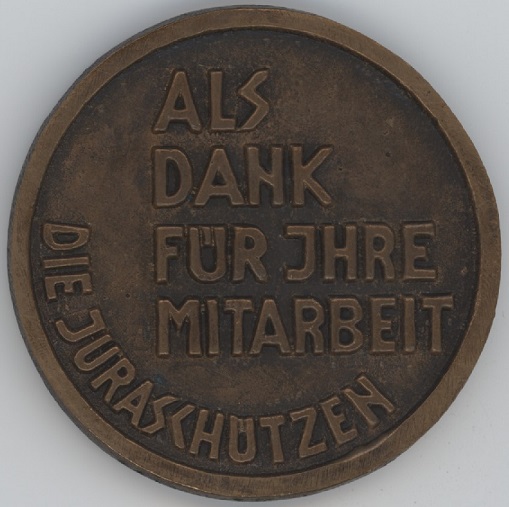 ALS
DANK
FÜR JHRE
MITARBEIT
DIE JURASCHÜTZEN